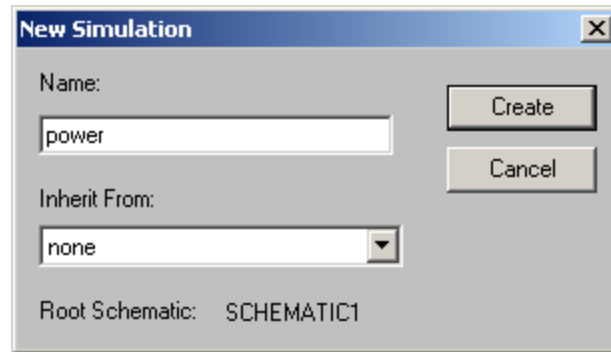 New Simulation
Name:
power
Create
Cancel
Inherit From:
none
Root Schematic: SCHEMATIC1